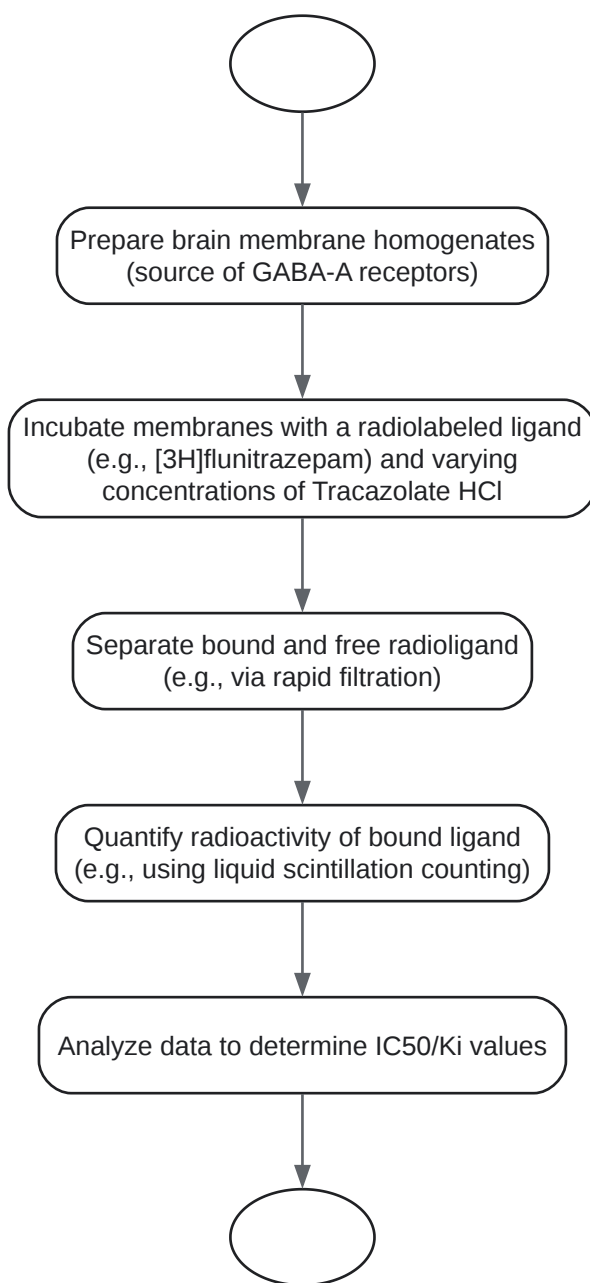 Prepare brain membrane homogenates
(source of GABA-A receptors)
Incubate membranes with a radiolabeled ligand
(e.g., [3H]flunitrazepam) and varying
concentrations of Tracazolate HCl
Separate bound and free radioligand
(e.g., via rapid filtration)
Quantify radioactivity of bound ligand
(e.g., using liquid scintillation counting)
Analyze data to determine IC50/Ki values